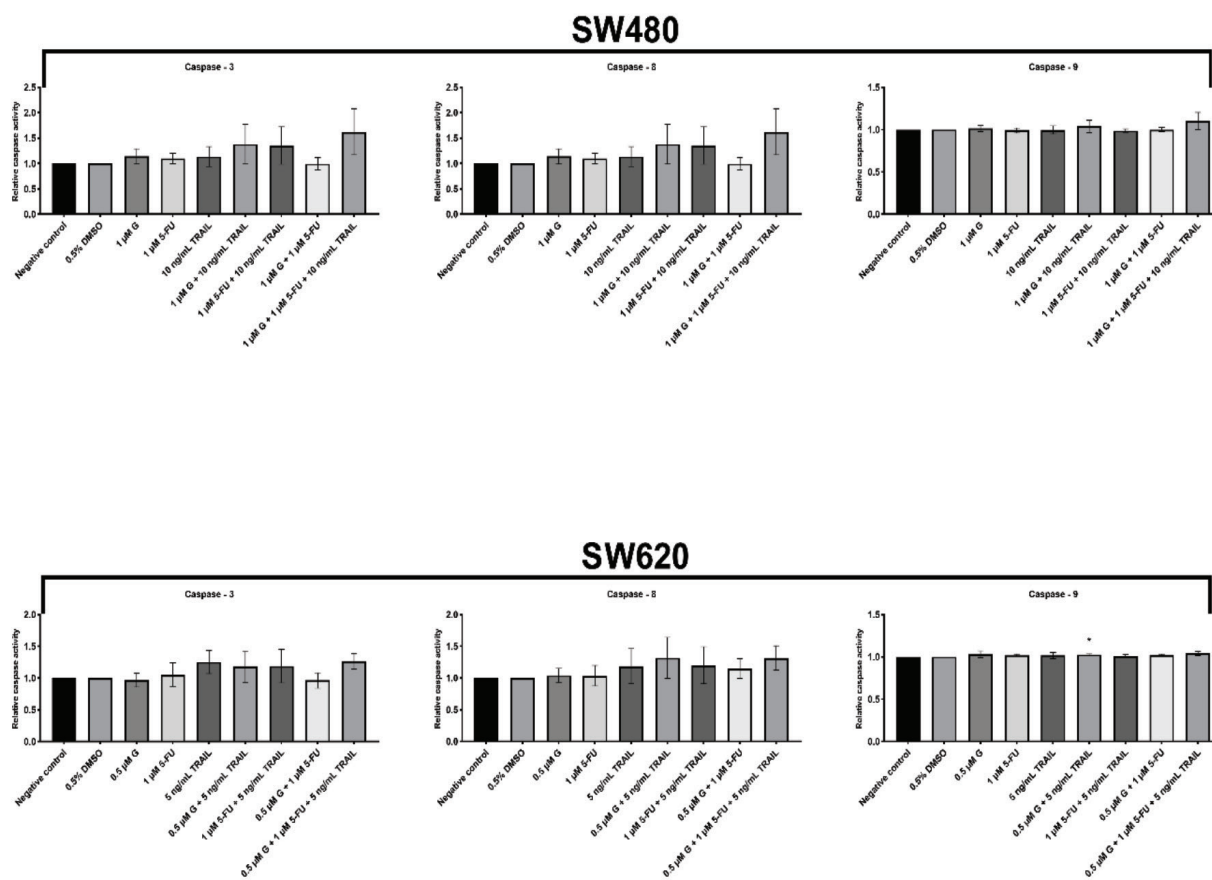 SW480
Caspase - 3
Relative caspase activity
2.5
2.0
1.5
1.0
0.5
0.0
Negative control
0.5% DMSO
1 µM G
1 µM 5-FU
10 ng/mL TRAIL
1 µM G + 10 ng/mL TRAIL
1 µM 5-FU + 10 ng/mL TRAIL
1 µM G + 1 µM 5-FU
1 µM G + 1 µM 5-FU + 10 ng/mL TRAIL
Caspase - 8
Relative caspase activity
2.5
2.0
1.5
1.0
0.5
0.0
Negative control
0.5% DMSO
1 µM G
1 µM 5-FU
10 ng/mL TRAIL
1 µM G + 10 ng/mL TRAIL
1 µM 5-FU + 10 ng/mL TRAIL
1 µM G + 1 µM 5-FU
1 µM G + 1 µM 5-FU + 10 ng/mL TRAIL
Caspase - 9
Relative caspase activity
1.5
1.0
0.5
0.0
Negative control
0.5% DMSO
1 µM G
1 µM 5-FU
10 ng/mL TRAIL
1 µM G + 10 ng/mL TRAIL
1 µM 5-FU + 10 ng/mL TRAIL
1 µM G + 1 µM 5-FU
1 µM G + 1 µM 5-FU + 10 ng/mL TRAIL
SW620
Caspase - 3
Relative caspase activity
2.0
1.5
1.0
0.5
0.0
Negative control
0.5% DMSO
0.5 µM G
1 µM 5-FU
5 ng/mL TRAIL
0.5 µM G + 5 ng/mL TRAIL
1 µM 5-FU + 5 ng/mL TRAIL
0.5 µM G + 1 µM 5-FU
0.5 µM G + 1 µM 5-FU + 5 ng/mL TRAIL
Caspase - 8
Relative caspase activity
2.0
1.5
1.0
0.5
0.0
Negative control
0.5% DMSO
0.5 µM G
1 µM 5-FU
5 ng/mL TRAIL
0.5 µM G + 5 ng/mL TRAIL
1 µM 5-FU + 5 ng/mL TRAIL
0.5 µM G + 1 µM 5-FU
0.5 µM G + 1 µM 5-FU + 5 ng/mL TRAIL
Caspase - 9
Relative caspase activity
1.5
1.0
0.5
0.0
*
Negative control
0.5% DMSO
0.5 µM G
1 µM 5-FU
5 ng/mL TRAIL
0.5 µM G + 5 ng/mL TRAIL
1 µM 5-FU + 5 ng/mL TRAIL
0.5 µM G + 1 µM 5-FU
0.5 µM G + 1 µM 5-FU + 5 ng/mL TRAIL